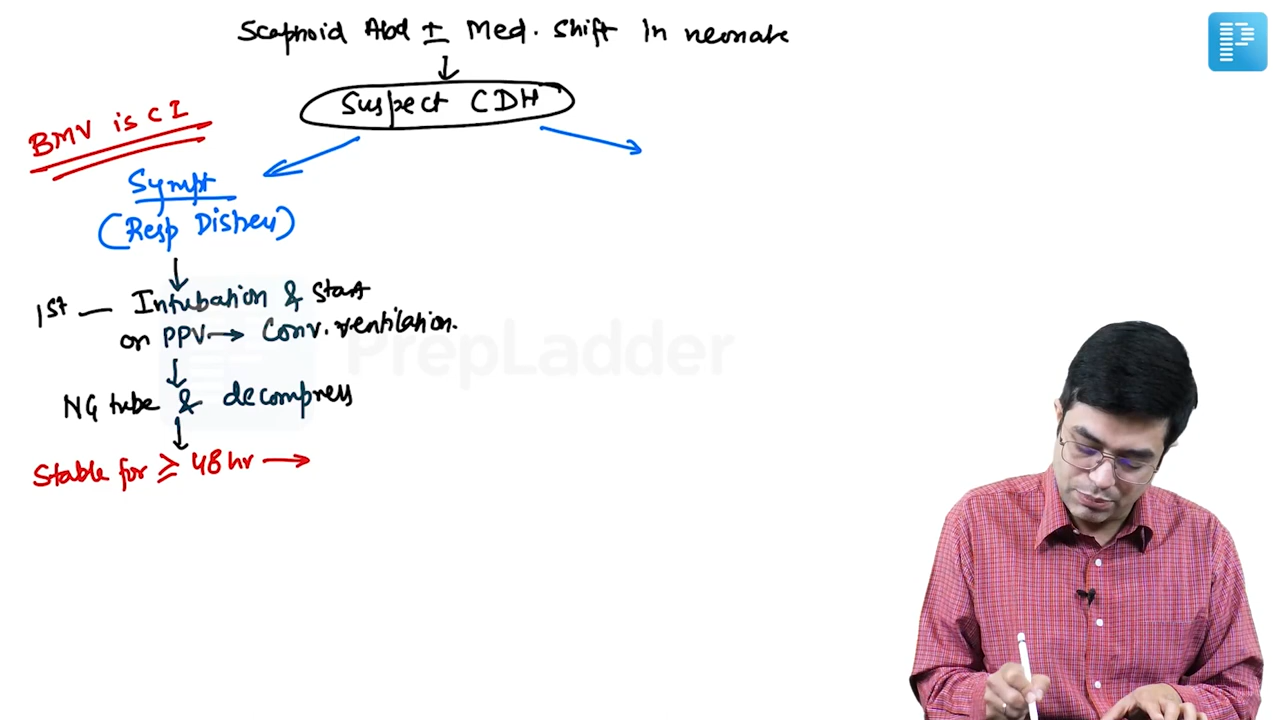 Scaphoid Abd ± Med. Shift In neonate
Suspect CDH
BMV is CI
Sympt
(Resp Distress)
1st — Intubation & start
on PPV → Conv. ventilation.
NG tube & decompress
Stable for ≥ 48 hr →
PrepLadder